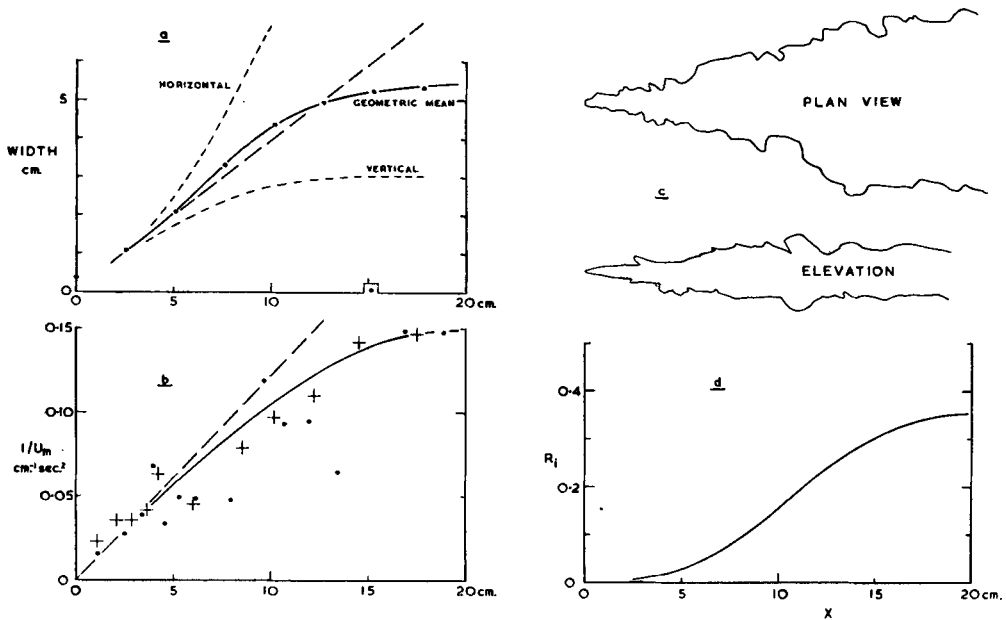 a
HORIZONTAL
GEOMETRIC MEAN
VERTICAL
WIDTH
cm.
5
0
0
5
10
15
20 cm.
b
0·15
0·10
0·05
0
1/Um
cm:¹ sec.²
0
5
10
15
20 cm.
PLAN VIEW
c
ELEVATION
d
0·4
Ri
0·2
0
0
5
10
15
20 cm.
X